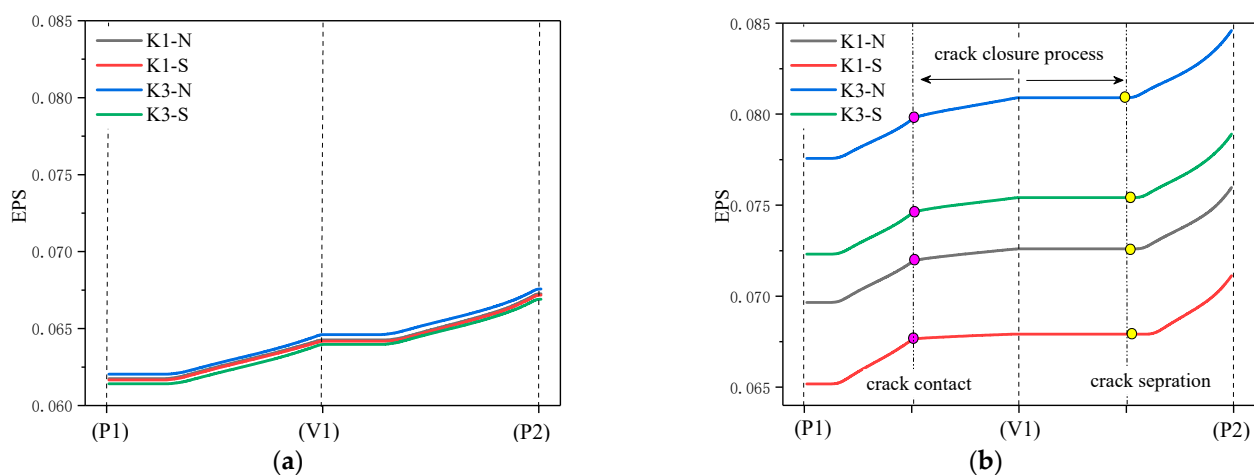 0.085
0.080
0.075
0.070
0.065
0.060
EPS
K1-N
K1-S
K3-N
K3-S
(P1)
(V1)
(P2)
(a)
0.085
0.080
0.075
0.070
0.065
EPS
K1-N
K1-S
K3-N
K3-S
crack closure process
crack contact
crack sepration
(P1)
(V1)
(P2)
(b)